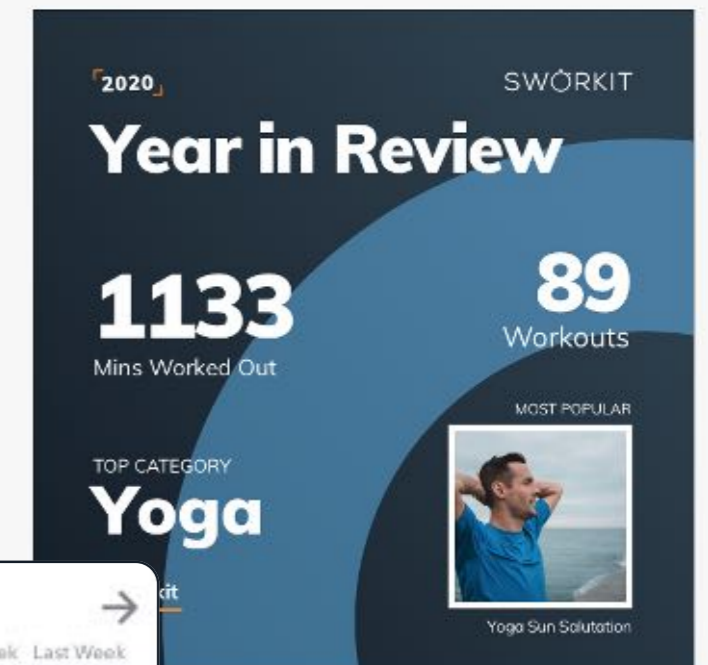 2020
SWORKIT
Year in Review
1133
Mins Worked Out
89
Workouts
MOST POPULAR
TOP CATEGORY
Yoga
Yoga Sun Salutation
Last Week